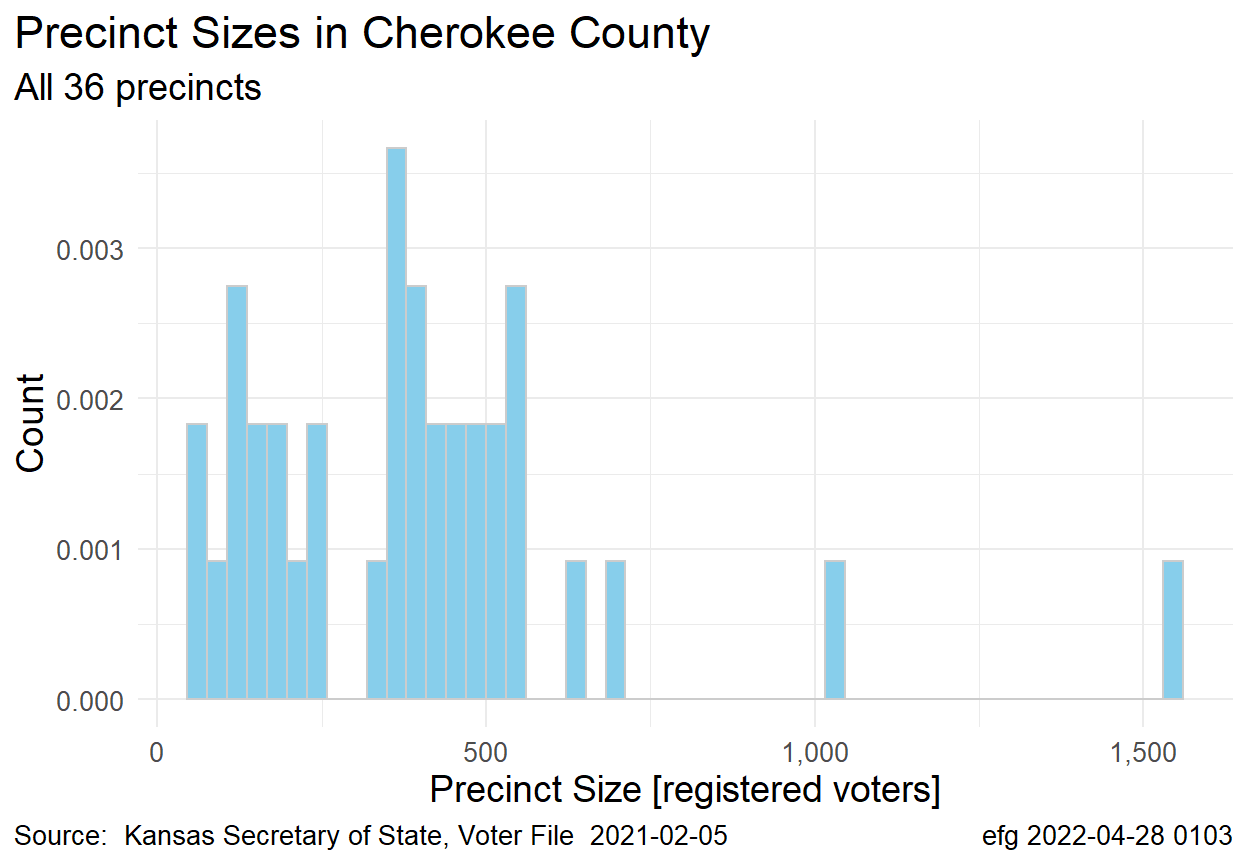 Precinct Sizes in Cherokee County
All 36 precincts
0.003
0.002
0.001
0.000
Count
0
500
1,000
1,500
Precinct Size [registered voters]
Source:  Kansas Secretary of State, Voter File  2021-02-05
efg 2022-04-28 0103